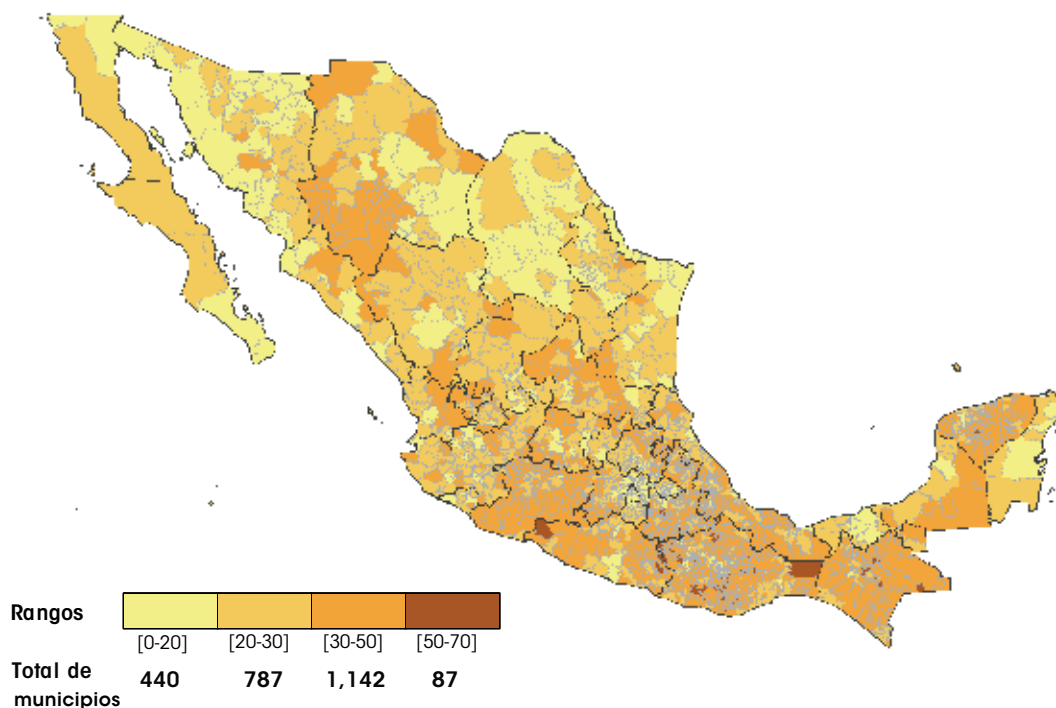 Rangos
[0-20] [20-30] [30-50] [50-70]
Total de
municipios
440 787 1,142 87